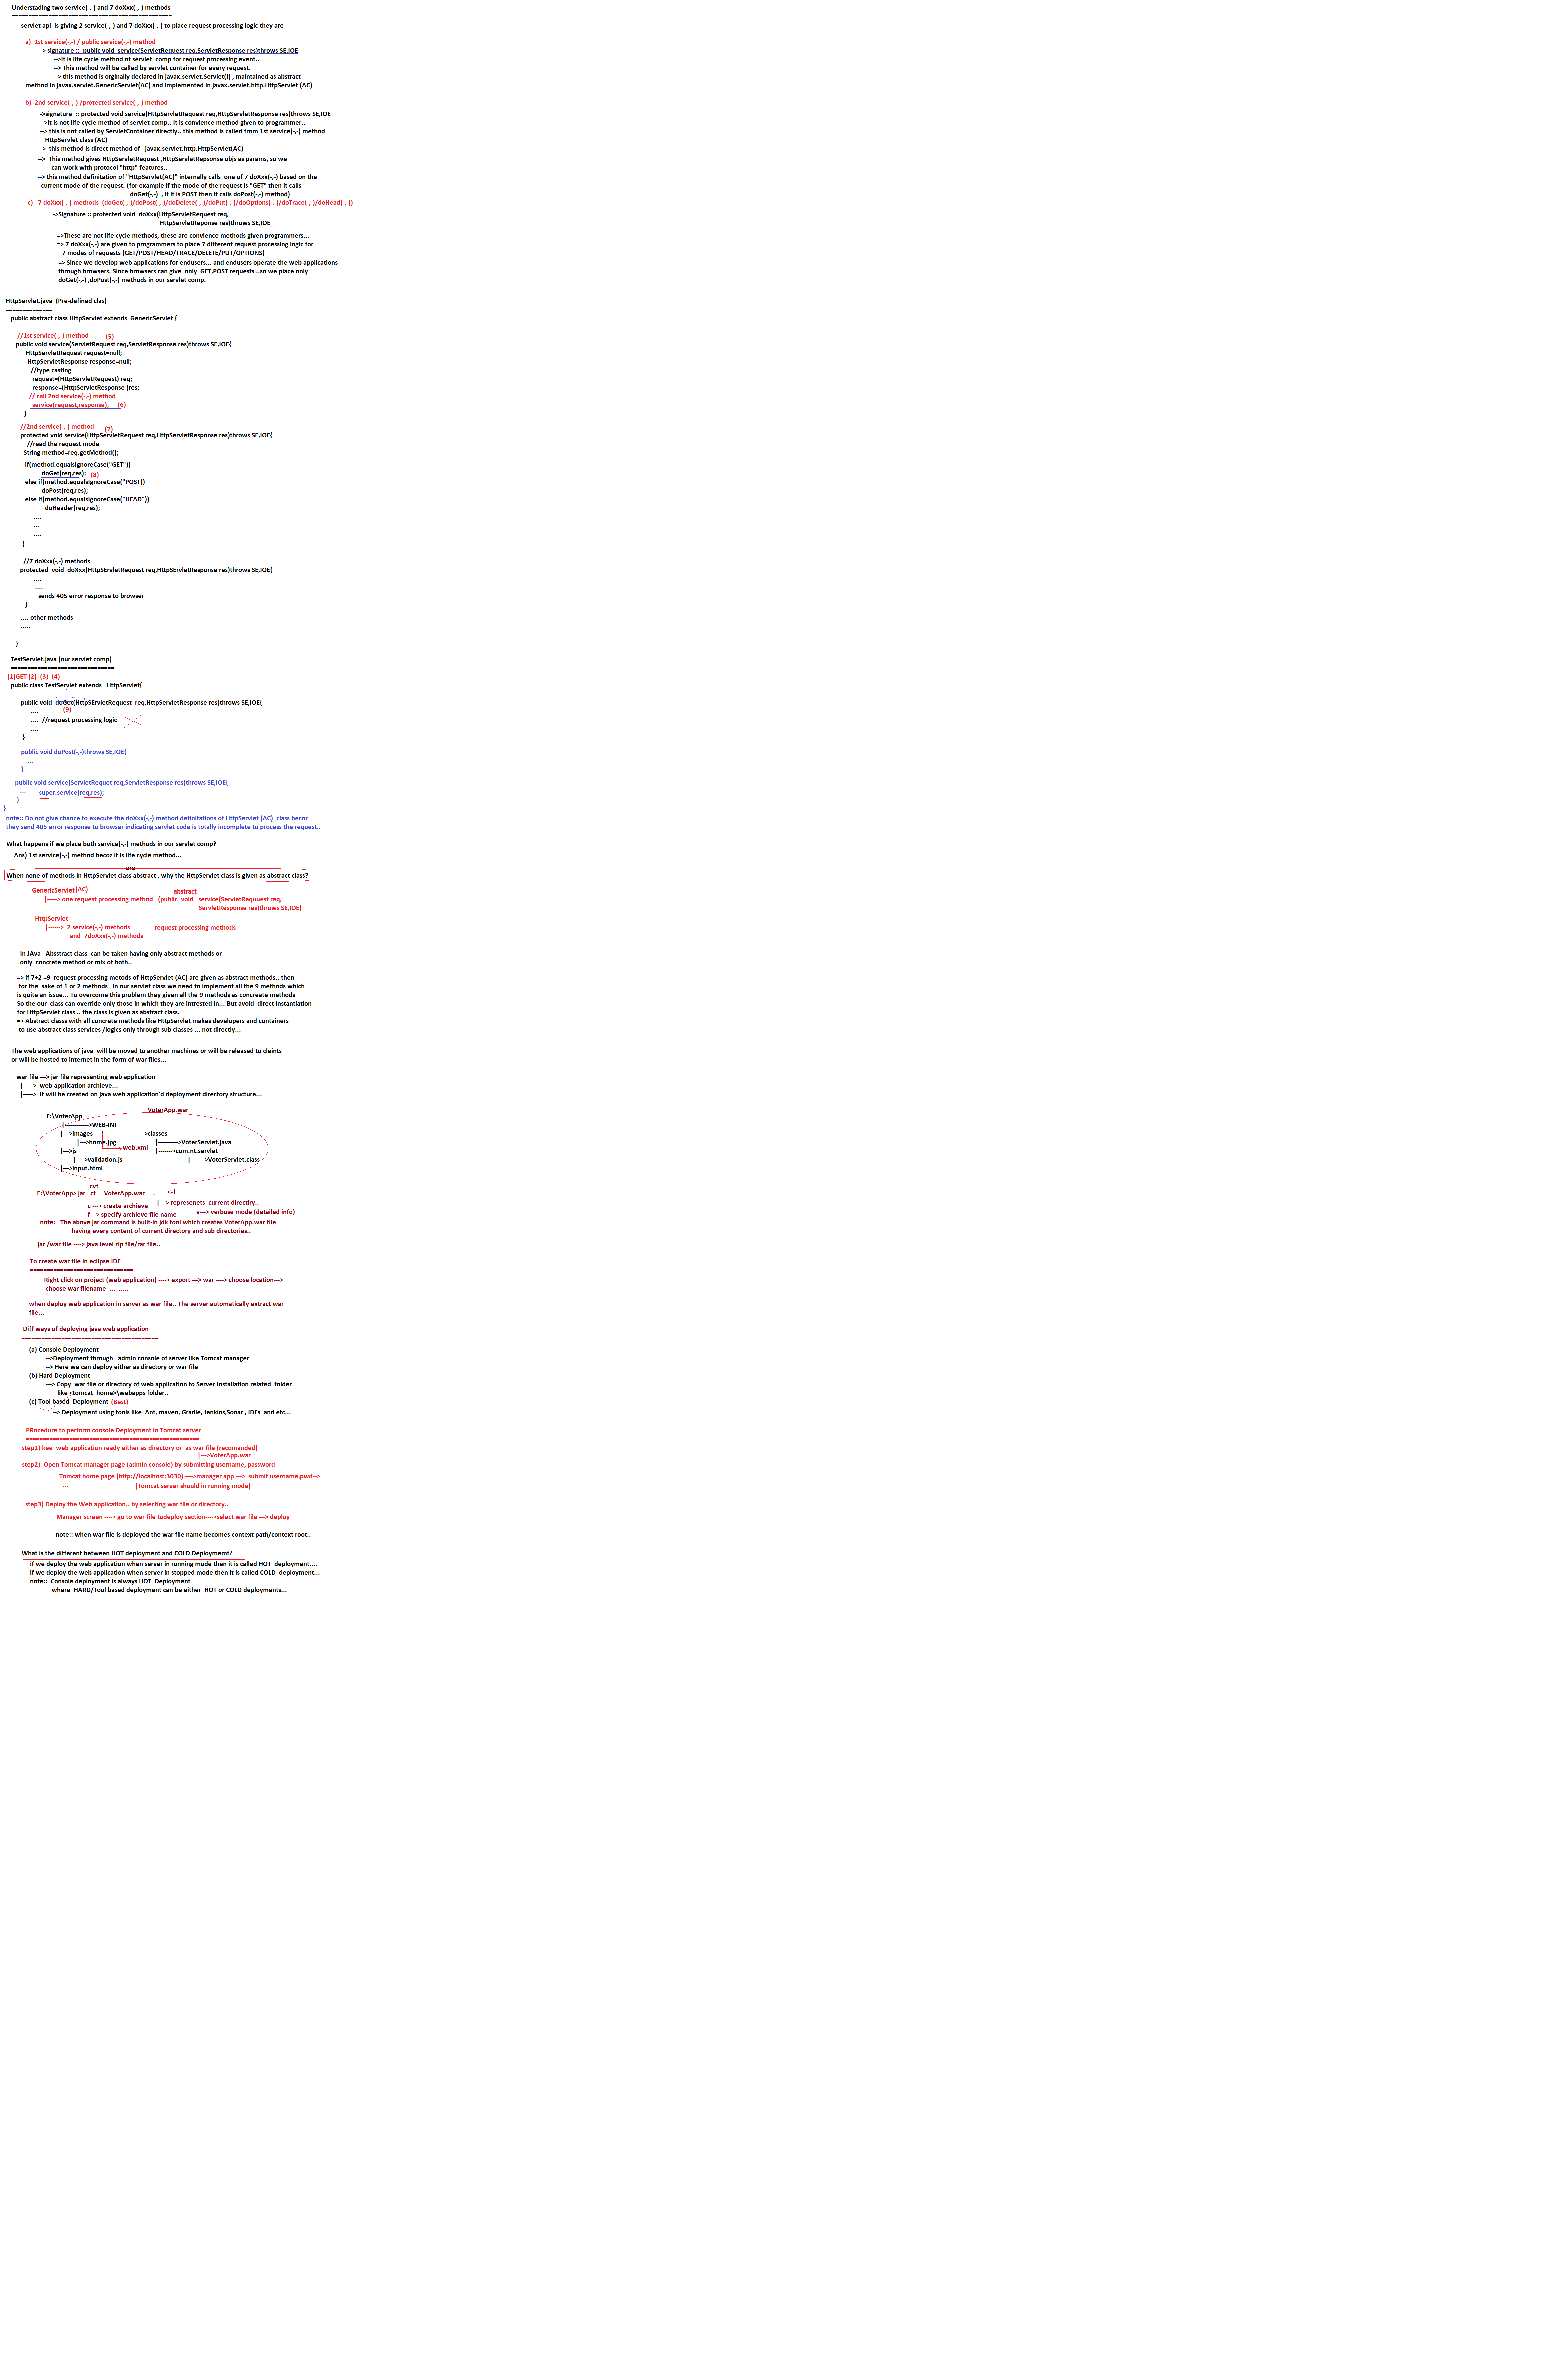 Understading two service(-,-) and 7 doXxx(-,-) methods
================================================
servlet api  is giving 2 service(-,-) and 7 doXxx(-,-) to place request processing logic they are
a)  1st service(-,-) / public service(-,-) method
-> signature ::  public void  service(ServletRequest req,ServletResponse res)throws SE,IOE
-->It is life cycle method of servlet  comp for request processing event..
--> This method will be called by servlet container for every request.
--> this method is orginally declared in javax.servlet.Servlet(I) , maintained as abstract
method in javax.servlet.GenericServlet(AC) and implemented in javax.servlet.http.HttpServlet (AC)
b)  2nd service(-,-) /protected service(-,-) method
->signature  :: protected void service(HttpServletRequest req,HttpServletResponse res)throws SE,IOE
-->It is not life cycle method of servlet comp.. It is convience method given to programmer..
--> this is not called by ServletContainer directly.. this method is called from 1st service(-,-) method
HttpServlet class (AC)
-->  this method is direct method of   javax.servlet.http.HttpServlet(AC)
-->  This method gives HttpServletRequest ,HttpServletRepsonse objs as params, so we
can work with protocol "http" features..
--> this method definitation of "HttpServlet(AC)" internally calls  one of 7 doXxx(-,-) based on the
current mode of the request. (for example if the mode of the request is "GET" then it calls
doGet(-,-)  , if it is POST then it calls doPost(-,-) method)
c)   7 doXxx(-,-) methods  (doGet(-,-)/doPost(-,-)/doDelete(-,-)/doPut(-,-)/doOptions(-,-)/doTrace(-,-)/doHead(-,-))
->Signature :: protected void  doXxx(HttpServletRequest req,
HttpServletReponse res)throws SE,IOE
=>These are not life cycle methods, these are convience methods given programmers...
=> 7 doXxx(-,-) are given to programmers to place 7 different request processing logic for
7 modes of requests (GET/POST/HEAD/TRACE/DELETE/PUT/OPTIONS)
=> Since we develop web applications for endusers... and endusers operate the web applications
through browsers. Since browsers can give  only  GET,POST requests ..so we place only
doGet(-,-) ,doPost(-,-) methods in our servlet comp.
HttpServlet.java  (Pre-defined clas)
==============
public abstract class HttpServlet extends  GenericServlet {
//1st service(-,-) method          (5)
public void service(ServletRequest req,ServletResponse res)throws SE,IOE{
HttpServletRequest request=null;
HttpServletResponse response=null;
//type casting
request=(HttpServletRequest) req;
response=(HttpServletResponse )res;
// call 2nd service(-,-) method
service(request,response);     (6)
}
//2nd service(-,-) method      (7)
protected void service(HttpServletRequest req,HttpServletResponse res)throws SE,IOE{
//read the request mode
String method=req.getMethod();
if(method.equalsIgnoreCase("GET"))
doGet(req,res);   (8)
else if(method.equalsIgnoreCase("POST))
doPost(req,res);
else if(method.equalsIgnoreCase("HEAD"))
doHeader(req,res);
....
...
....
}
//7 doXxx(-,-) methods
protected  void  doXxx(HttpSErvletRequest req,HttpSErvletResponse res)throws SE,IOE{
....
....
sends 405 error response to browser
}
.... other methods
.....
}
TestServlet.java (our servlet comp)
===============================
(1)GET (2)  (3)  (4)
public class TestServlet extends   HttpServlet{
public void  doGet(HttpSErvletRequest  req,HttpServletResponse res)throws SE,IOE{
(9)
....
....  //request processing logic
....
}
public void doPost(-,-)throws SE,IOE{
...
}
public void service(ServletRequet req,ServletResponse res)throws SE,IOE{
...       super.service(req,res);
}
}
note:: Do not give chance to execute the doXxx(-,-) method definitations of HttpServlet (AC)  class becoz
they send 405 error response to browser indicating servlet code is totally incomplete to process the request..
What happens if we place both service(-,-) methods in our servlet comp?
Ans) 1st service(-,-) method becoz it is life cycle method...
are
When none of methods in HttpServlet class abstract , why the HttpServlet class is given as abstract class?
GenericServlet(AC)
abstract
|-----> one request processing method   (public  void   service(ServletRequuest req,
ServletResponse res)throws SE,IOE)
HttpServlet
|------>  2 service(-,-) methods
request processing methods
and  7doXxx(-,-) methods
In JAva   Absstract class  can be taken having only abstract methods or
only  concrete method or mix of both..
=> if 7+2 =9  request processing metods of HttpServlet (AC) are given as abstract methods.. then
for the  sake of 1 or 2 methods   in our servlet class we need to implement all the 9 methods which
is quite an issue... To overcome this problem they given all the 9 methods as concreate methods
So the our  class can override only those in which they are intrested in... But avoid  direct instantiation
for HttpServlet class .. the class is given as abstract class.
=> Abstract classs with all concrete methods like HttpServlet makes developers and containers
to use abstract class services /logics only through sub classes ... not directly...
The web applications of java  will be moved to another machines or will be released to cleints
or will be hosted to internet in the form of war files...
war file ---> jar file representing web application
|----->  web application archieve...
|----->  It will be created on java web application'd deployment directory structure...
VoterApp.war
E:\VoterApp
|----------->WEB-INF
|--->images    |-------------------->classes
|--->home.jpg          |--------->VoterServlet.java
-------->web.xml
|--->js          |------->com.nt.servlet
|---->validation.js          |------->VoterServlet.class
|--->input.html
cvf
E:\VoterApp> jar   cf    VoterApp.war    .      <-|
|---> represenets  current directlry..
c ---> create archieve
f---> specify archieve file name          v---> verbose mode (detailed info)
note:   The above jar command is built-in jdk tool which creates VoterApp.war file
having every content of current directory and sub directories..
jar /war file ----> java level zip file/rar file..
To create war file in eclipse IDE
===============================
Right click on project (web application) ----> export ---> war ----> choose location--->
choose war filename  ...  .....
when deploy web application in server as war file.. The server automatically extract war
file...
Diff ways of deploying java web application
=========================================
(a) Console Deployment
-->Deployment through   admin console of server like Tomcat manager
--> Here we can deploy either as directory or war file
(b) Hard Deployment
---> Copy  war file or directory of web application to Server Installation related  folder
like <tomcat_home>\webapps folder..
(c) Tool based  Deployment (Best)
--> Deployment using tools like  Ant, maven, Gradle, Jenkins,Sonar , IDEs  and etc...
PRocedure to perform console Deployment in Tomcat server
====================================================
step1) kee  web application ready either as directory or  as war file (recomanded)
|--->VoterApp.war
step2)  Open Tomcat manager page (admin console) by submitting username, password
Tomcat home page (http://localhost:3030) ---->manager app --->  submit username,pwd-->
...                    (Tomcat server should in running mode)
step3) Deploy the Web application.. by selecting war file or directory..
Manager screen ----> go to war file todeploy section---->select war file ---> deploy
note:: when war file is deployed the war file name becomes context path/context root..
What is the different between HOT deployment and COLD Deploymemt?
if we deploy the web application when server in running mode then it is called HOT  deployment....
if we deploy the web application when server in stopped mode then it is called COLD  deployment...
note::  Console deployment is always HOT  Deployment
where  HARD/Tool based deployment can be either  HOT or COLD deployments...